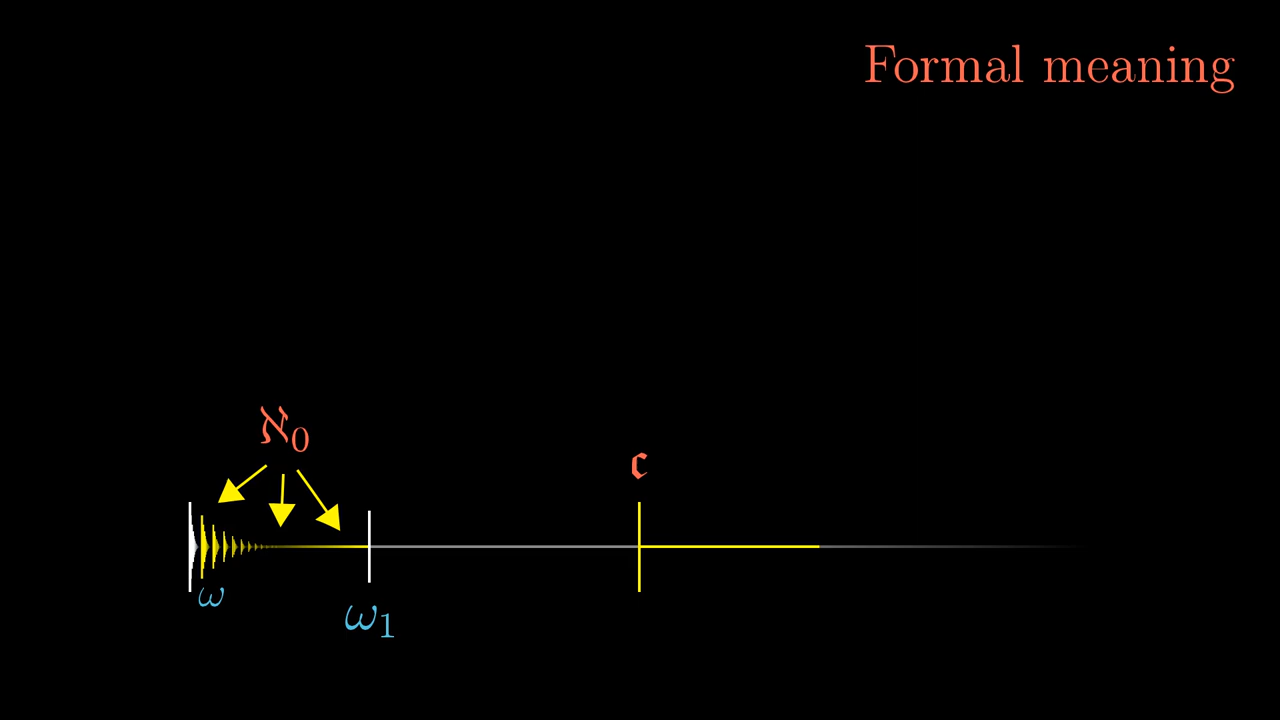 Formal meaning
ℵ₀
𝔠
ω
ω₁